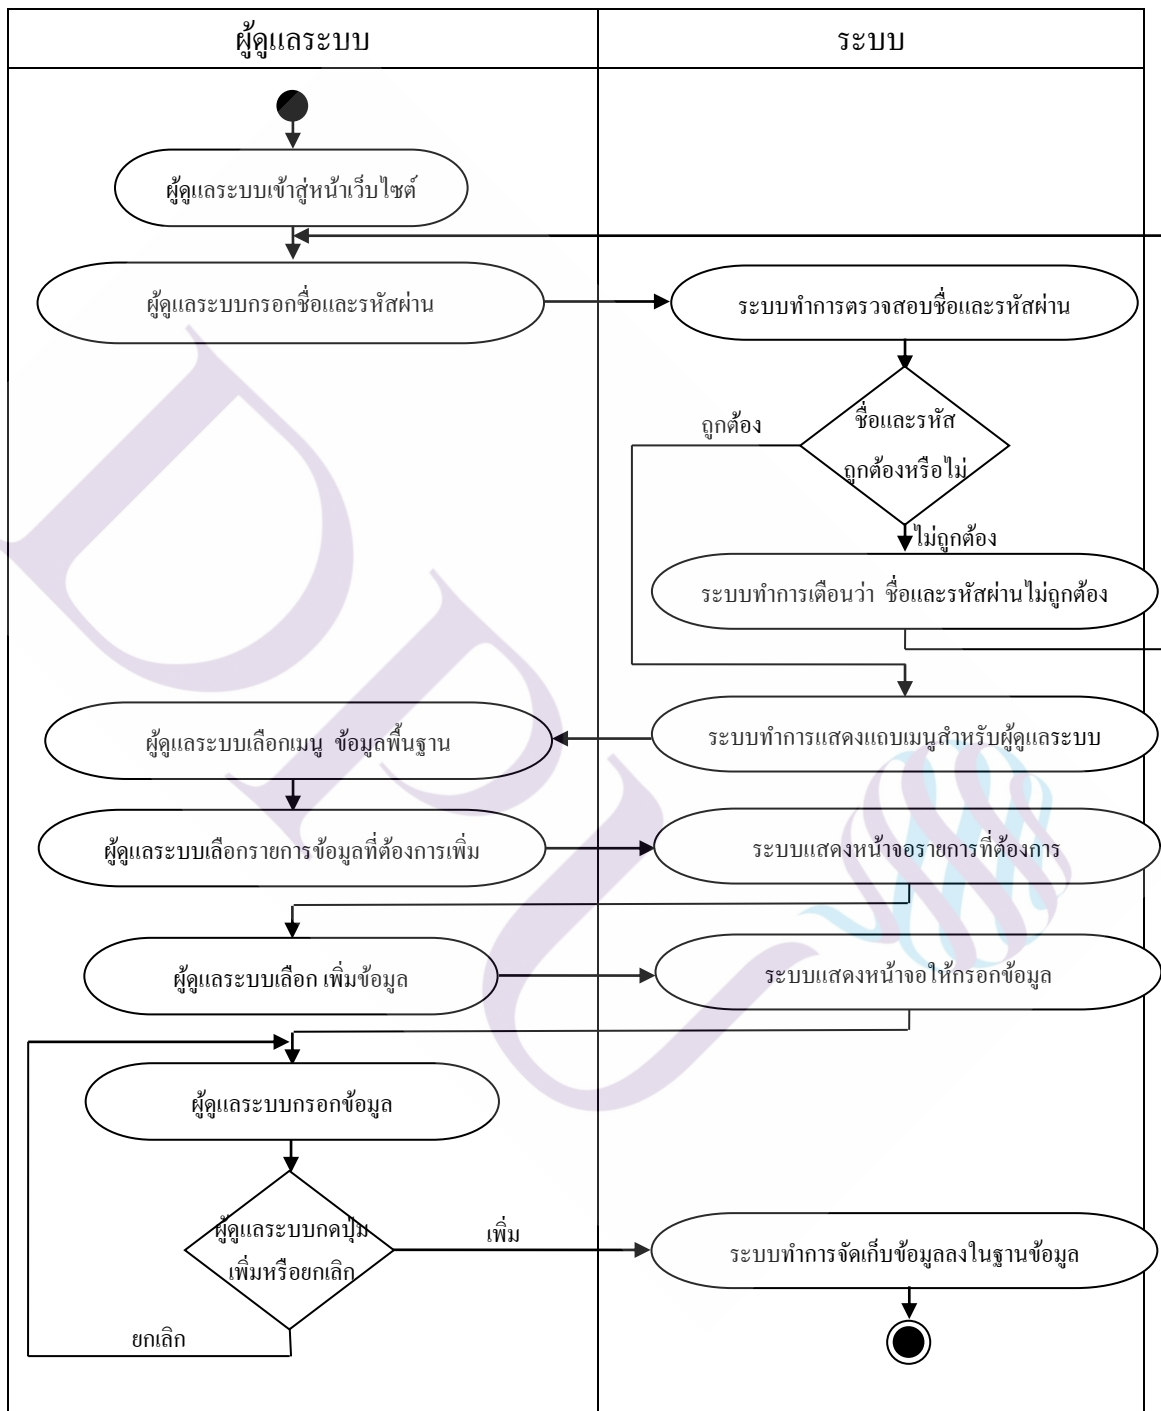 ผู้ดูแลระบบ
ระบบ
ผู้ดูแลระบบเข้าสู่หน้าเว็บไซต์
ผู้ดูแลระบบกรอกชื่อและรหัสผ่าน
ระบบทำการตรวจสอบชื่อและรหัสผ่าน
ถูกต้อง
ชื่อและรหัส
ถูกต้องหรือไม่
ไม่ถูกต้อง
ระบบทำการเตือนว่า ชื่อและรหัสผ่านไม่ถูกต้อง
ระบบทำการแสดงแถบเมนูสำหรับผู้ดูแลระบบ
ผู้ดูแลระบบเลือกเมนู ข้อมูลพื้นฐาน
ผู้ดูแลระบบเลือกรายการข้อมูลที่ต้องการเพิ่ม
ระบบแสดงหน้าจอรายการที่ต้องการ
ผู้ดูแลระบบเลือก เพิ่มข้อมูล
ระบบแสดงหน้าจอให้กรอกข้อมูล
ผู้ดูแลระบบกรอกข้อมูล
ผู้ดูแลระบบกดปุ่ม
เพิ่มหรือยกเลิก
เพิ่ม
ระบบทำการจัดเก็บข้อมูลลงในฐานข้อมูล
ยกเลิก
DPU